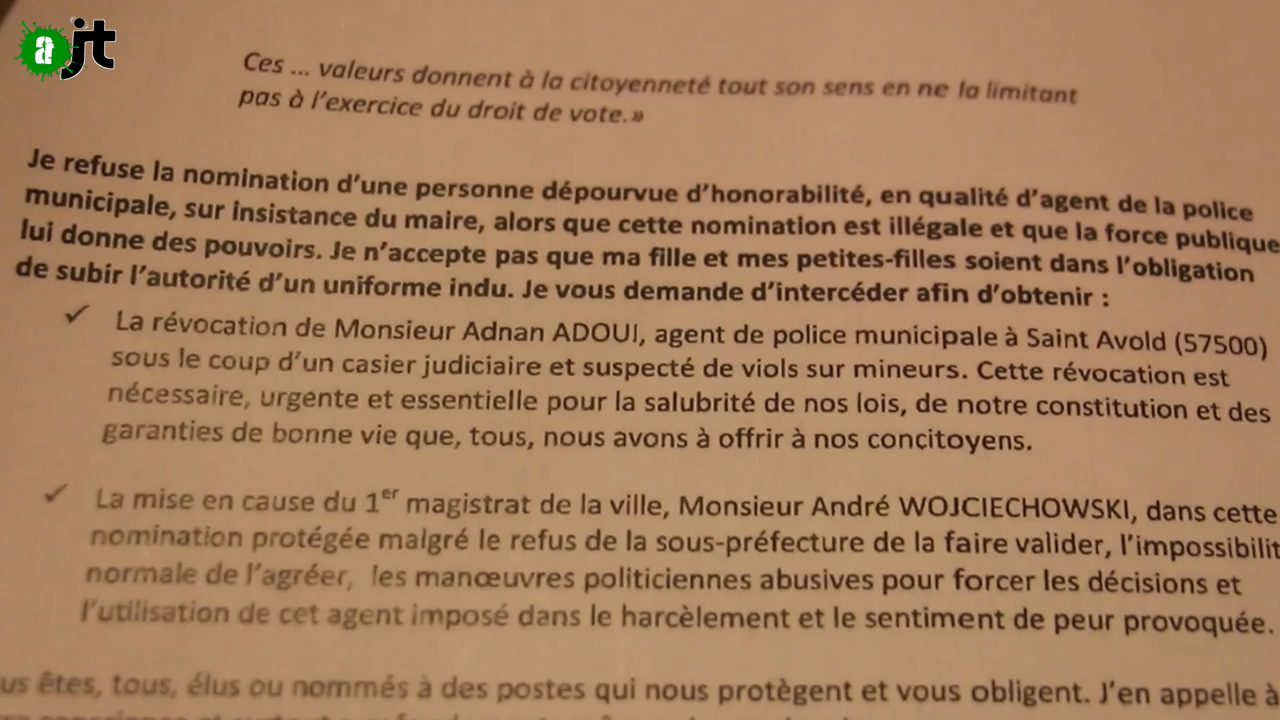 ajt
Ces ... valeurs donnent à la citoyenneté tout son sens en ne la limitant
pas à l'exercice du droit de vote.»
Je refuse la nomination d'une personne dépourvue d'honorabilité, en qualité d'agent de la police
municipale, sur insistance du maire, alors que cette nomination est illégale et que la force publique
lui donne des pouvoirs. Je n'accepte pas que ma fille et mes petites-filles soient dans l'obligation
de subir l'autorité d'un uniforme indu. Je vous demande d'intercéder afin d'obtenir :
✓ La révocation de Monsieur Adnan ADOUI, agent de police municipale à Saint Avold (57500)
sous le coup d'un casier judiciaire et suspecté de viols sur mineurs. Cette révocation est
nécessaire, urgente et essentielle pour la salubrité de nos lois, de notre constitution et des
garanties de bonne vie que, tous, nous avons à offrir à nos concitoyens.
✓ La mise en cause du 1er magistrat de la ville, Monsieur André WOJCIECHOWSKI, dans cette
nomination protégée malgré le refus de la sous-préfecture de la faire valider, l'impossibilit
normale de l'agréer, les manœuvres politiciennes abusives pour forcer les décisions et
l'utilisation de cet agent imposé dans le harcèlement et le sentiment de peur provoquée.
us êtes, tous, élus ou nommés à des postes qui nous protègent et vous obligent. J'en appelle à